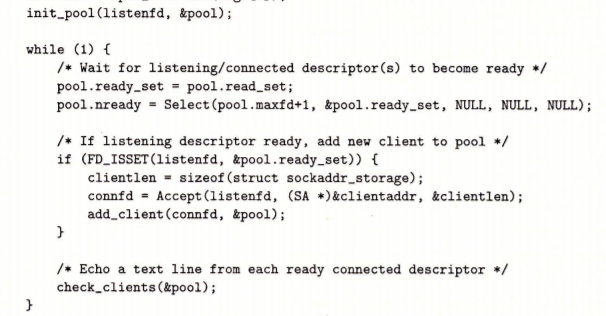 init_pool(listenfd, &pool);
while (1) {
/* Wait for listening/connected descriptor(s) to become ready */
pool.ready_set = pool.read_set;
pool.nready = Select(pool.maxfd+1, &pool.ready_set, NULL, NULL, NULL);
/* If listening descriptor ready, add new client to pool */
if (FD_ISSET(listenfd, &pool.ready_set)) {
clientlen = sizeof(struct sockaddr_storage);
connfd = Accept(listenfd, (SA *)&clientaddr, &clientlen);
add_client(connfd, &pool);
}
/* Echo a text line from each ready connected descriptor */
check_clients(&pool);
}